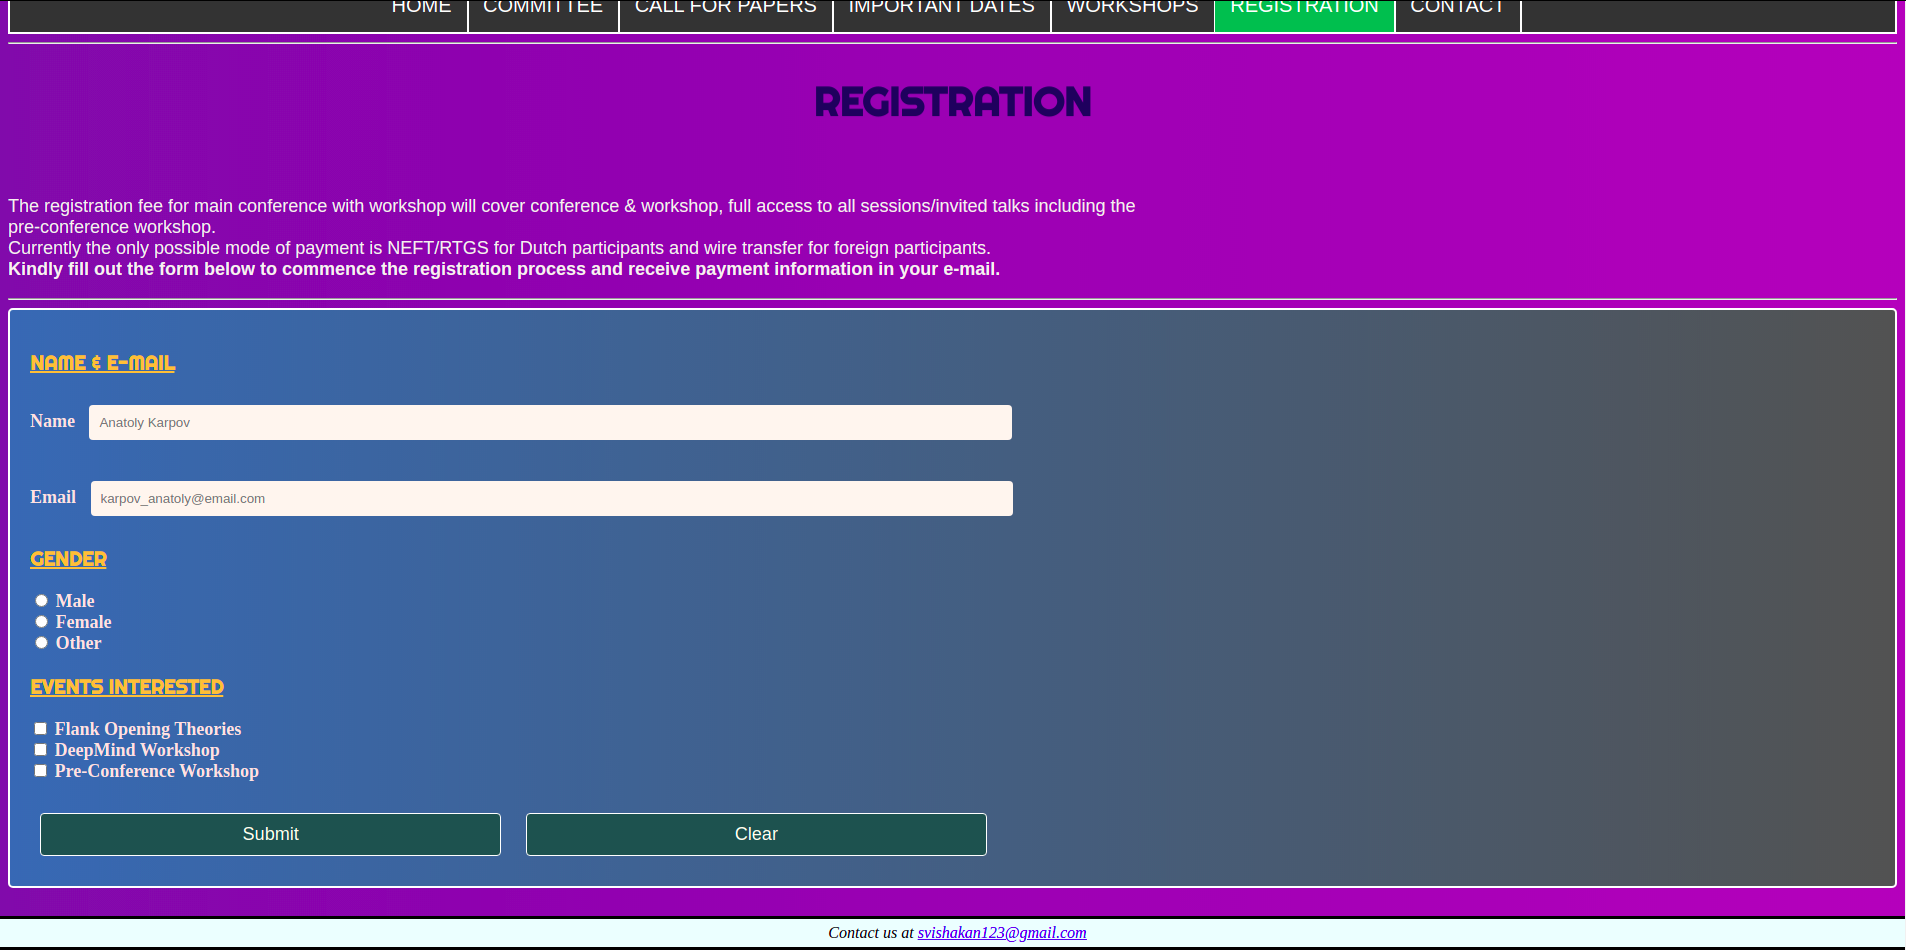 HOME COMMITTEE CALL FOR PAPERS IMPORTANT DATES WORKSHOPS REGISTRATION CONTACT
REGISTRATION
The registration fee for main conference with workshop will cover conference & workshop, full access to all sessions/invited talks including the
pre-conference workshop.
Currently the only possible mode of payment is NEFT/RTGS for Dutch participants and wire transfer for foreign participants.
Kindly fill out the form below to commence the registration process and receive payment information in your e-mail.
NAME & E-MAIL
Name Anatoly Karpov
Email karpov_anatoly@email.com
GENDER
Male
Female
Other
EVENTS INTERESTED
Flank Opening Theories
DeepMind Workshop
Pre-Conference Workshop
Submit Clear
Contact us at svishakan123@gmail.com